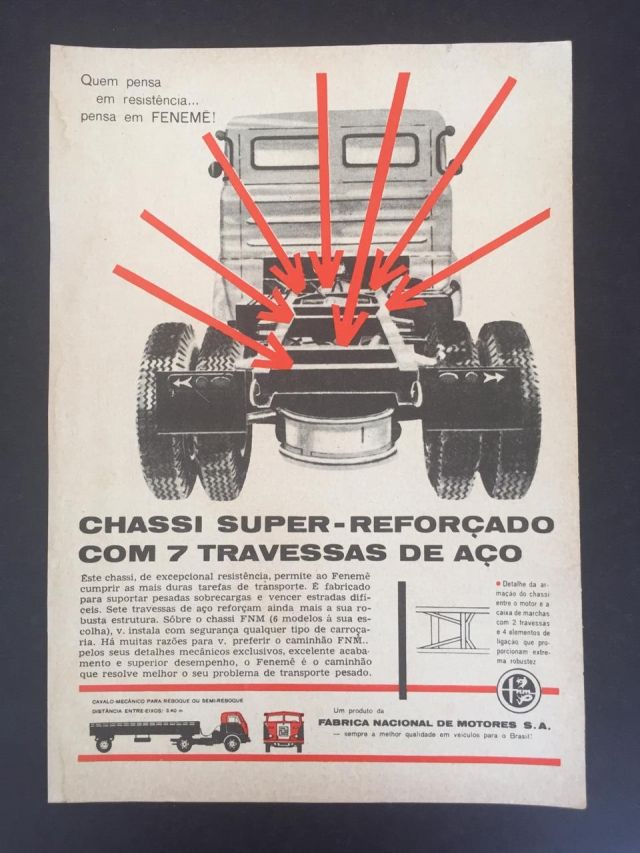 Quem pensa
em resistência...
pensa em FENEMÊ!
CHASSI SUPER-REFORÇADO
COM 7 TRAVESSAS DE AÇO
Êste chassi, de excepcional resistência, permite ao Fenemê
cumprir as mais duras tarefas de transporte. É fabricado
para suportar pesadas sobrecargas e vencer estradas difí-
ceis. Sete travessas de aço reforçam ainda mais a sua ro-
busta estrutura. Sôbre o chassi FNM (6 modelos à sua es-
colha), v. instala com segurança qualquer tipo de carroça-
ria. Há muitas razões para v. preferir o caminhão FNM..
pelos seus detalhes mecânicos exclusivos, excelente acaba-
mento e superior desempenho, o Fenemê é o caminhão
que resolve melhor o seu problema de transporte pesado.
Detalhe da ar-
mação do chassi
entre o motor e a
caixa de marchas
com 2 travessas
e 4 elementos de
ligação que pro-
porcionam extre-
ma robustez
CAVALO-MECÂNICO PARA REBOQUE OU SEMI-REBOQUE
DISTÂNCIA ENTRE-EIXOS: 3.40 m
Um produto da
FABRICA NACIONAL DE MOTORES S.A.
— sempre a melhor qualidade em veículos para o Brasil!